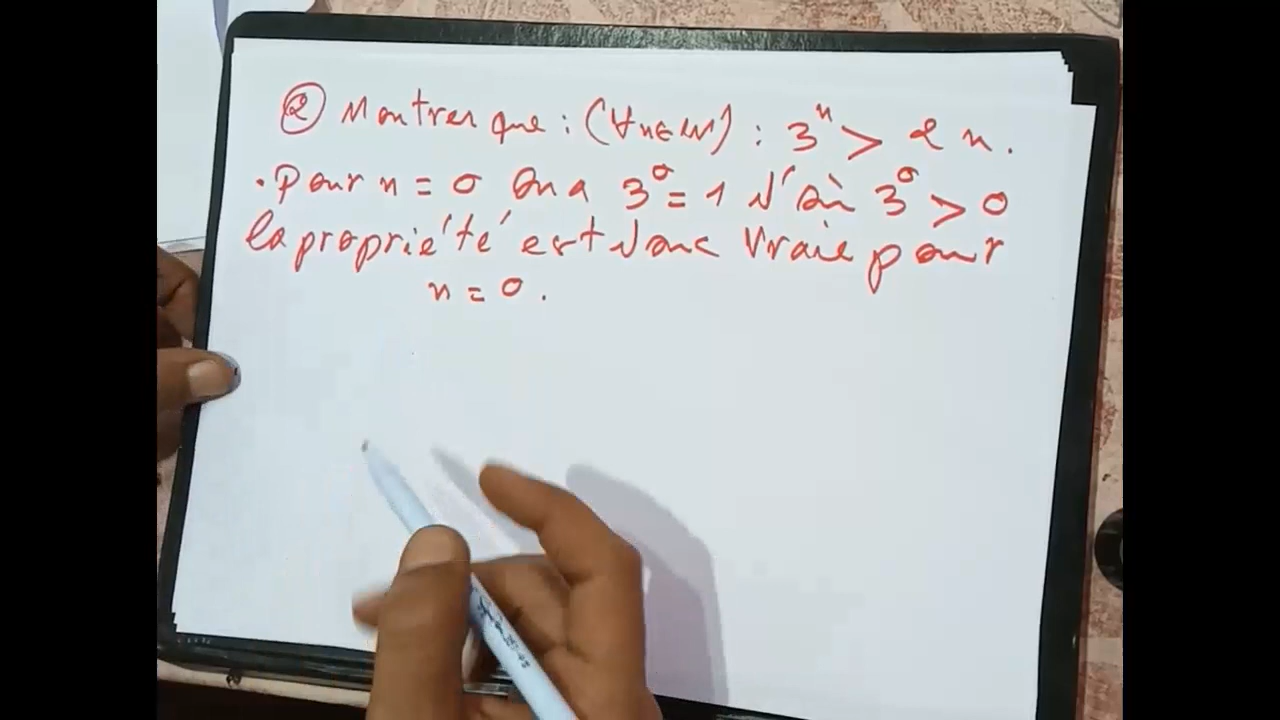 ② Montrer que : (∀n∈IN) : 3ⁿ > 2n.
. Pour n = 0 on a 3⁰ = 1 d'où 3⁰ > 0
la propriété est donc vraie pour
n = 0 .